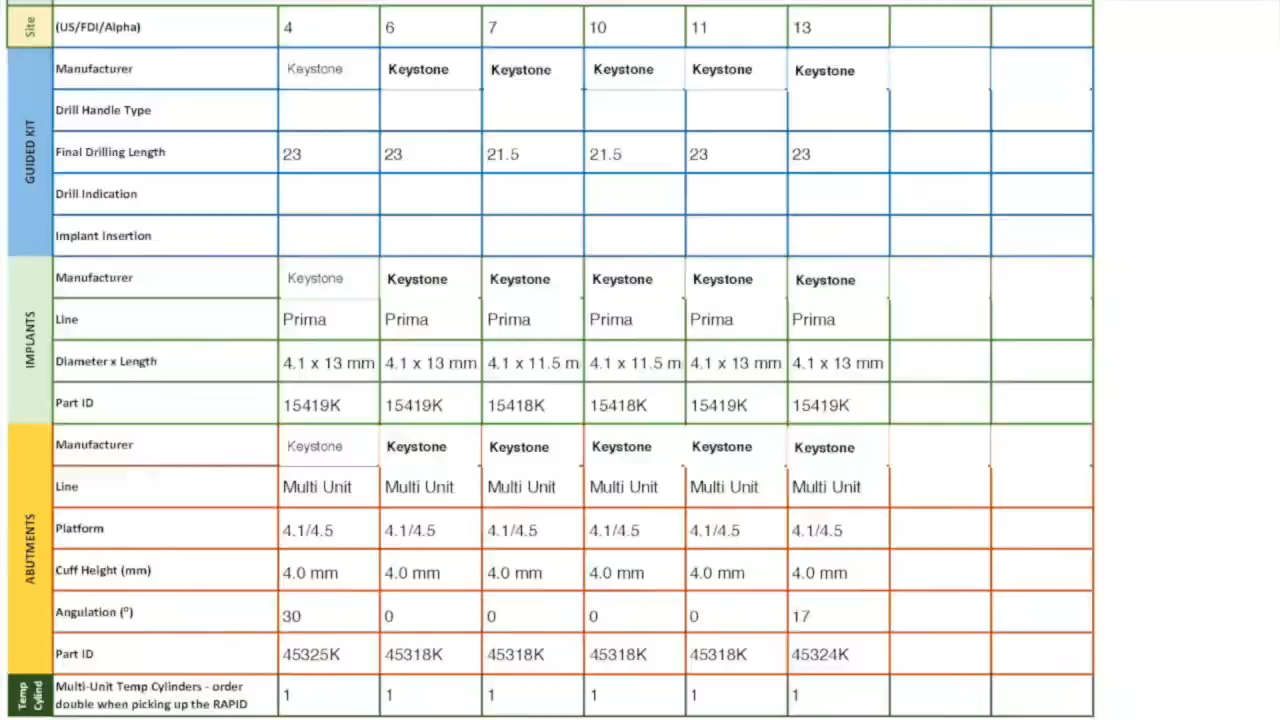 Site (US/FDI/Alpha) 4 6 7 10 11 13
GUIDED KIT
Manufacturer Keystone Keystone Keystone Keystone Keystone Keystone
Drill Handle Type
Final Drilling Length 23 23 21.5 21.5 23 23
Drill Indication
Implant Insertion
IMPLANTS
Manufacturer Keystone Keystone Keystone Keystone Keystone Keystone
Line Prima Prima Prima Prima Prima Prima
Diameter x Length 4.1 x 13 mm 4.1 x 13 mm 4.1 x 11.5 m 4.1 x 11.5 m 4.1 x 13 mm 4.1 x 13 mm
Part ID 15419K 15419K 15418K 15418K 15419K 15419K
ABUTMENTS
Manufacturer Keystone Keystone Keystone Keystone Keystone Keystone
Line Multi Unit Multi Unit Multi Unit Multi Unit Multi Unit Multi Unit
Platform 4.1/4.5 4.1/4.5 4.1/4.5 4.1/4.5 4.1/4.5 4.1/4.5
Cuff Height (mm) 4.0 mm 4.0 mm 4.0 mm 4.0 mm 4.0 mm 4.0 mm
Angulation (°) 30 0 0 0 0 17
Part ID 45325K 45318K 45318K 45318K 45318K 45324K
Temp
Cylind
Multi-Unit Temp Cylinders - order
double when picking up the RAPID
1 1 1 1 1 1